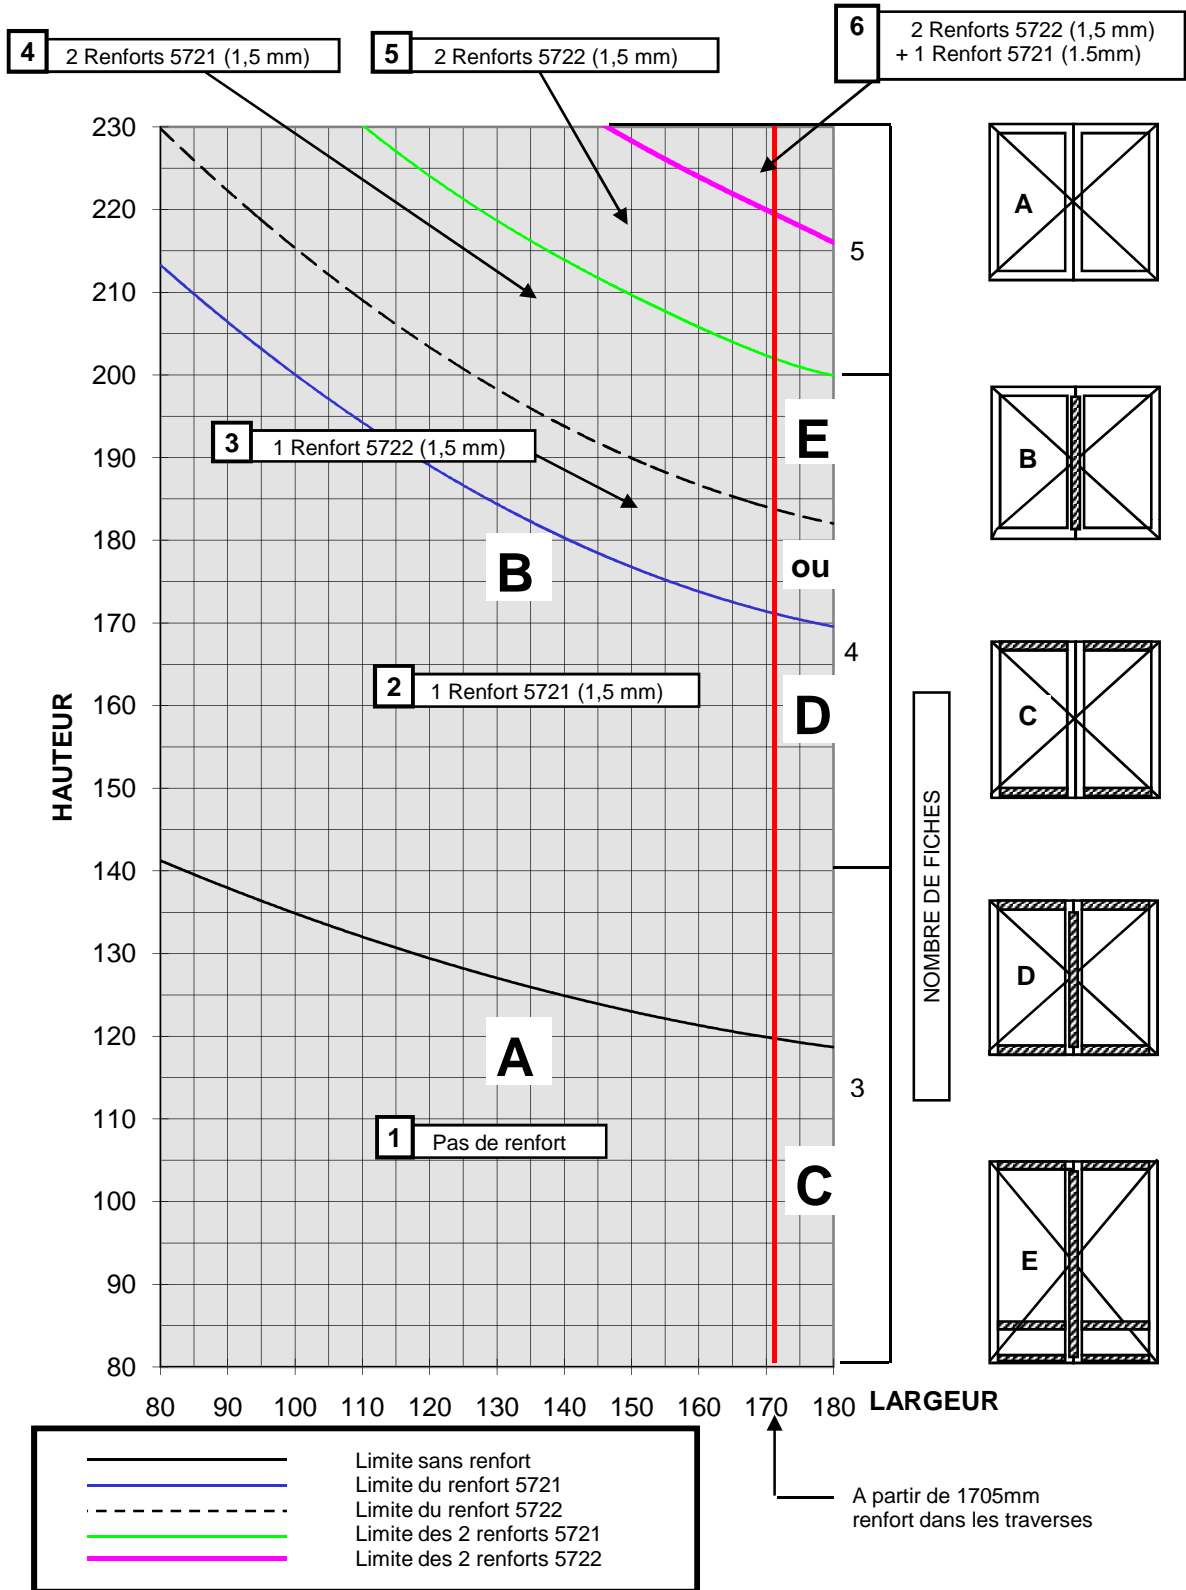 4
2 Renforts 5721 (1,5 mm)
5
2 Renforts 5722 (1,5 mm)
6
2 Renforts 5722 (1,5 mm)
+ 1 Renfort 5721 (1.5mm)
230
220
210
200
190
180
170
160
150
140
130
120
110
100
90
80
HAUTEUR
3
1 Renfort 5722 (1,5 mm)
B
2
1 Renfort 5721 (1,5 mm)
A
1
Pas de renfort
E
ou
D
C
5
4
3
NOMBRE DE FICHES
A
B
C
D
E
80
90
100
110
120
130
140
150
160
170
180
LARGEUR
Limite sans renfort
Limite du renfort 5721
Limite du renfort 5722
Limite des 2 renforts 5721
Limite des 2 renforts 5722
A partir de 1705mm
renfort dans les traverses